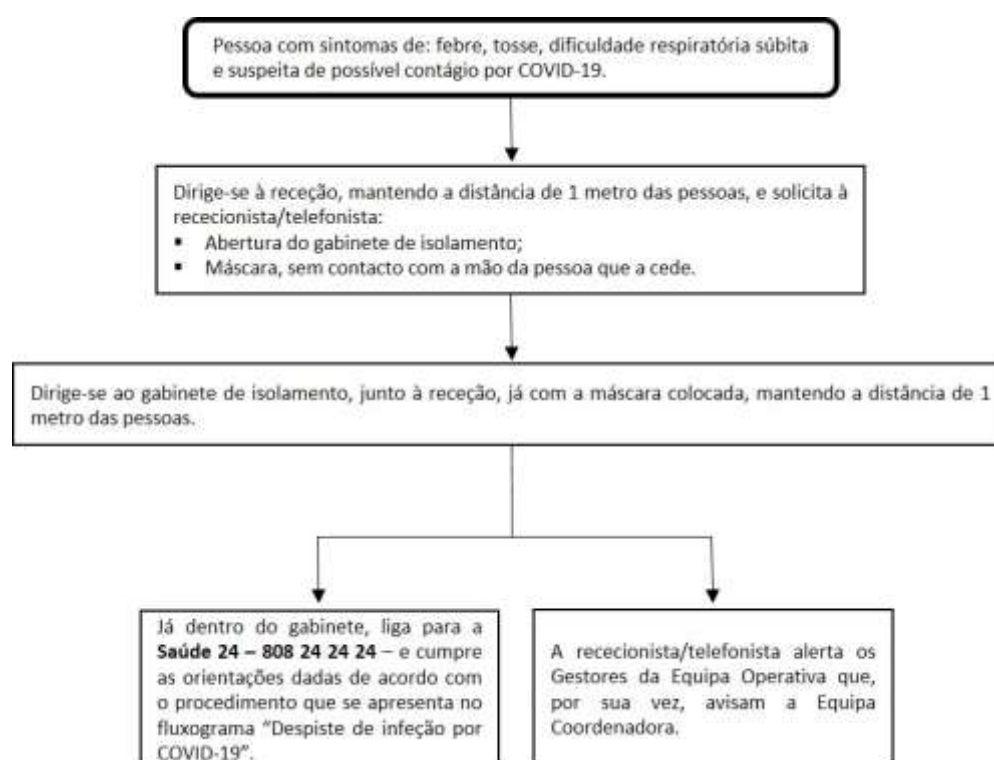 Pessoa com sintomas de: febre, tosse, dificuldade respiratória súbita
e suspeita de possível contágio por COVID-19.
Dirige-se à receção, mantendo a distância de 1 metro das pessoas, e solicita à
rececionista/telefonista:
▪ Abertura do gabinete de isolamento;
▪ Máscara, sem contacto com a mão da pessoa que a cede.
Dirige-se ao gabinete de isolamento, junto à receção, já com a máscara colocada, mantendo a distância de 1
metro das pessoas.
Já dentro do gabinete, liga para a
Saúde 24 – 808 24 24 24 – e cumpre
as orientações dadas de acordo com
o procedimento que se apresenta no
fluxograma "Despiste de infeção por
COVID-19".
A rececionista/telefonista alerta os
Gestores da Equipa Operativa que,
por sua vez, avisam a Equipa
Coordenadora.